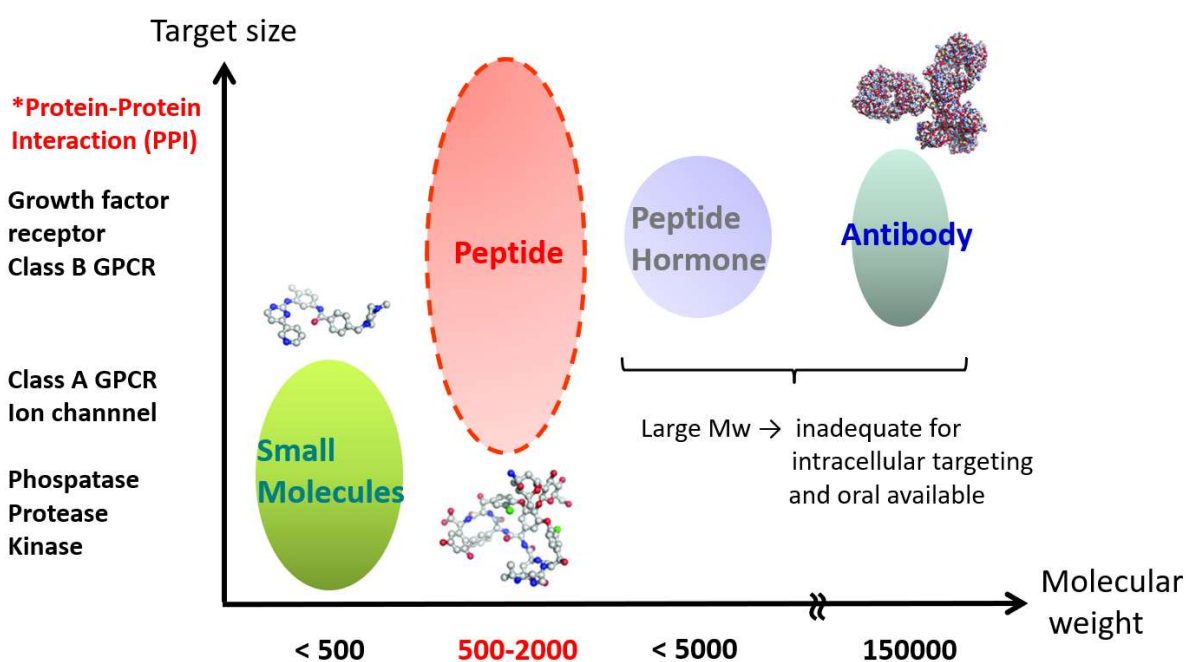 Target size
*Protein-Protein
Interaction (PPI)
Growth factor
receptor
Class B GPCR
Class A GPCR
Ion channnel
Phospatase
Protease
Kinase
Small
Molecules
Peptide
Peptide
Hormone
Antibody
Large Mw → inadequate for
intracellular targeting
and oral available
Molecular
weight
< 500
500-2000
< 5000
150000